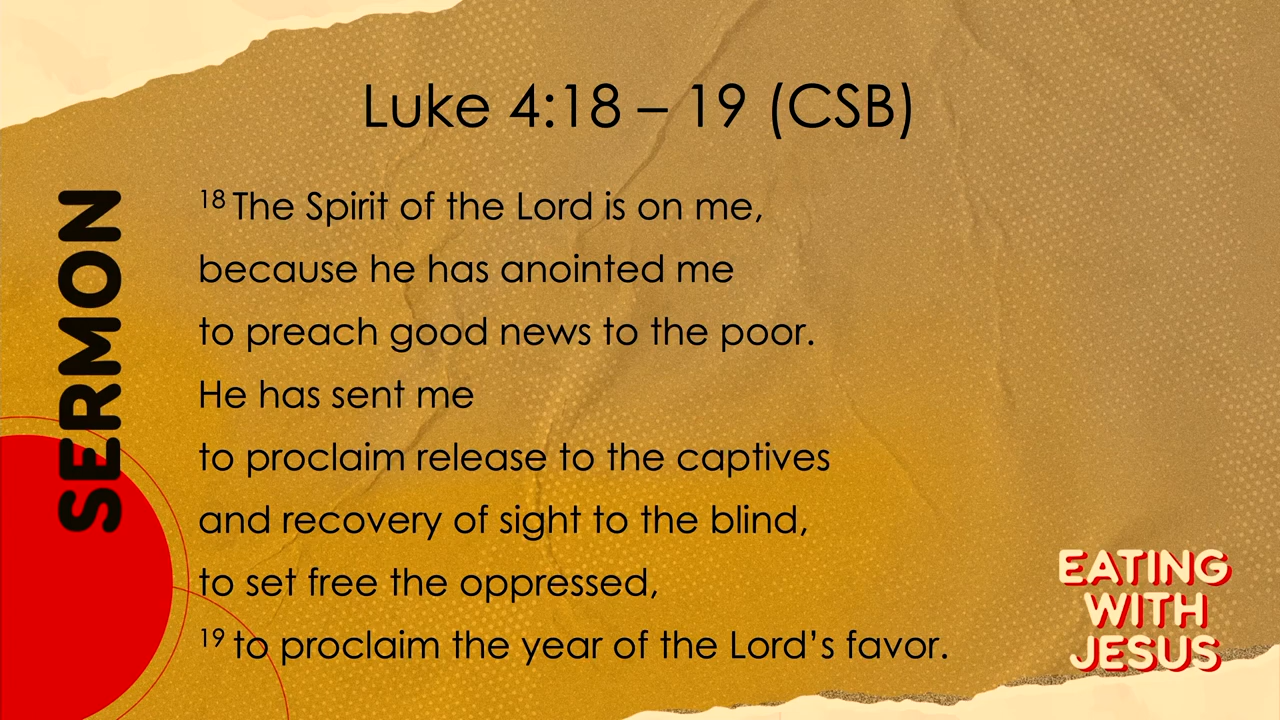 Luke 4:18 – 19 (CSB)
SERMON
¹⁸ The Spirit of the Lord is on me,
because he has anointed me
to preach good news to the poor.
He has sent me
to proclaim release to the captives
and recovery of sight to the blind,
to set free the oppressed,
¹⁹ to proclaim the year of the Lord’s favor.
EATING
WITH
JESUS